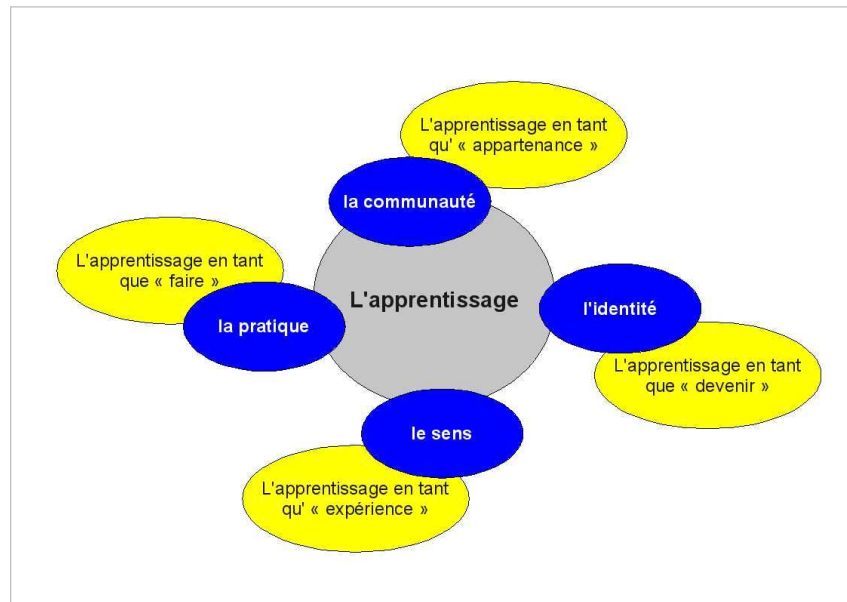 L'apprentissage en tant
qu' « appartenance »
la communauté
L'apprentissage en tant
que « faire »
la pratique
L'apprentissage
l'identité
L'apprentissage en tant
que « devenir »
le sens
L'apprentissage en tant
qu' « expérience »